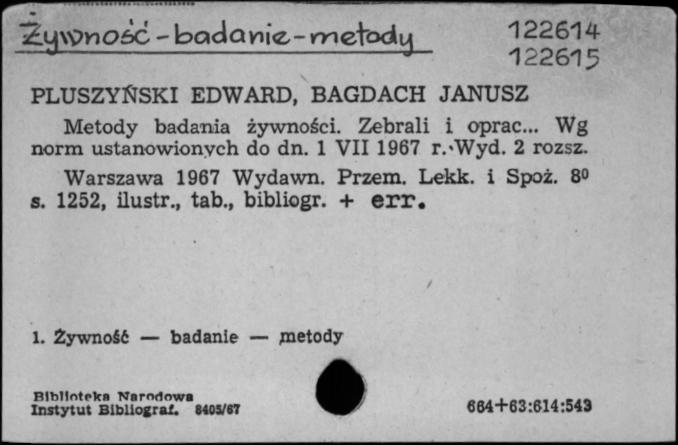 Żywność - badanie - metody
122614
122615
PLUSZYŃSKI EDWARD, BAGDACH JANUSZ
Metody badania żywności. Zebrali i oprac... Wg
norm ustanowionych do dn. 1 VII 1967 r. Wyd. 2 rozsz.
Warszawa 1967 Wydawn. Przem. Lekk. i Spoż. 8⁰
s. 1252, ilustr., tab., bibliogr. + err.
1. Żywność — badanie — metody
Biblioteka Narodowa
Instytut Bibliograf. 8405/67
664+63:614:543